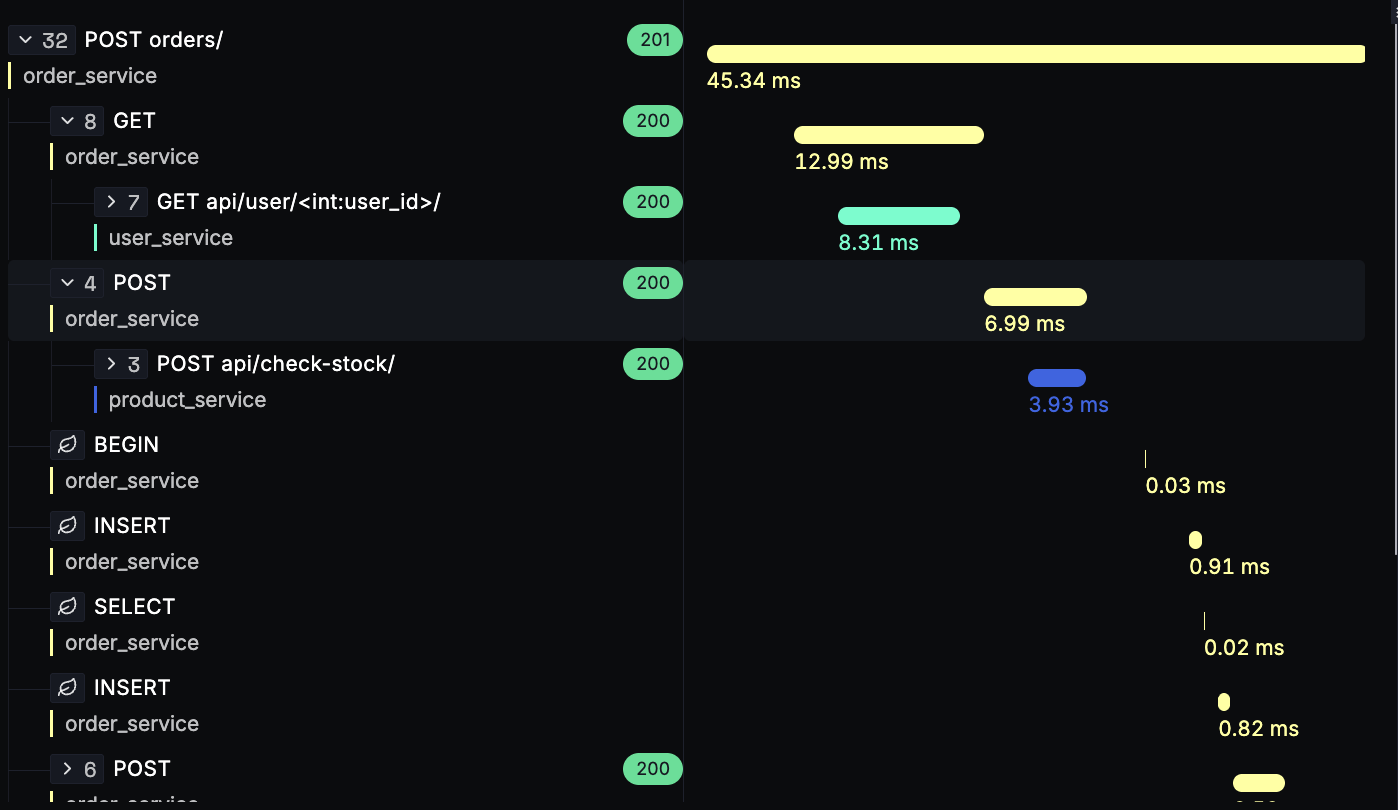 32 POST orders/ 201
order_service
45.34 ms
8 GET 200
order_service
12.99 ms
7 GET api/user/<int:user_id>/ 200
user_service
8.31 ms
4 POST 200
order_service
6.99 ms
3 POST api/check-stock/ 200
product_service
3.93 ms
BEGIN
order_service
0.03 ms
INSERT
order_service
0.91 ms
SELECT
order_service
0.02 ms
INSERT
order_service
0.82 ms
6 POST 200